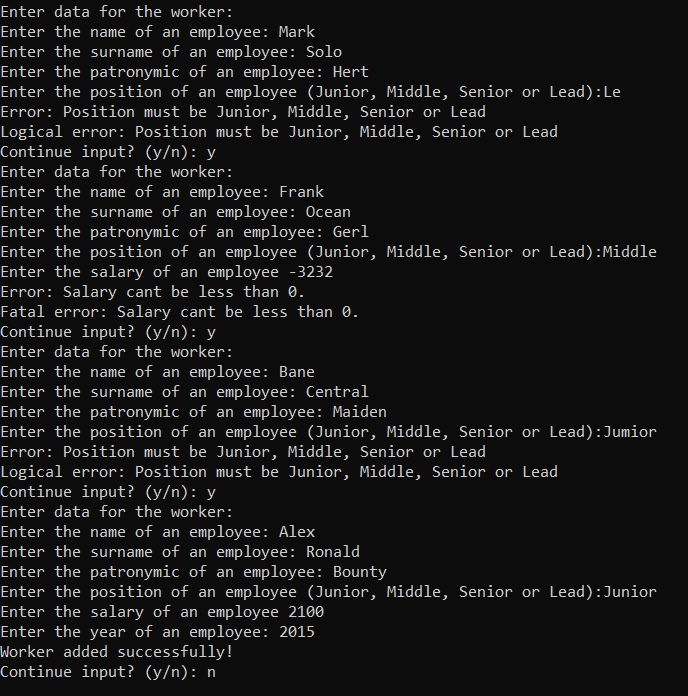 Enter data for the worker:
Enter the name of an employee: Mark
Enter the surname of an employee: Solo
Enter the patronymic of an employee: Hert
Enter the position of an employee (Junior, Middle, Senior or Lead):Le
Error: Position must be Junior, Middle, Senior or Lead
Logical error: Position must be Junior, Middle, Senior or Lead
Continue input? (y/n): y
Enter data for the worker:
Enter the name of an employee: Frank
Enter the surname of an employee: Ocean
Enter the patronymic of an employee: Gerl
Enter the position of an employee (Junior, Middle, Senior or Lead):Middle
Enter the salary of an employee -3232
Error: Salary cant be less than 0.
Fatal error: Salary cant be less than 0.
Continue input? (y/n): y
Enter data for the worker:
Enter the name of an employee: Bane
Enter the surname of an employee: Central
Enter the patronymic of an employee: Maiden
Enter the position of an employee (Junior, Middle, Senior or Lead):Jumior
Error: Position must be Junior, Middle, Senior or Lead
Logical error: Position must be Junior, Middle, Senior or Lead
Continue input? (y/n): y
Enter data for the worker:
Enter the name of an employee: Alex
Enter the surname of an employee: Ronald
Enter the patronymic of an employee: Bounty
Enter the position of an employee (Junior, Middle, Senior or Lead):Junior
Enter the salary of an employee 2100
Enter the year of an employee: 2015
Worker added successfully!
Continue input? (y/n): n